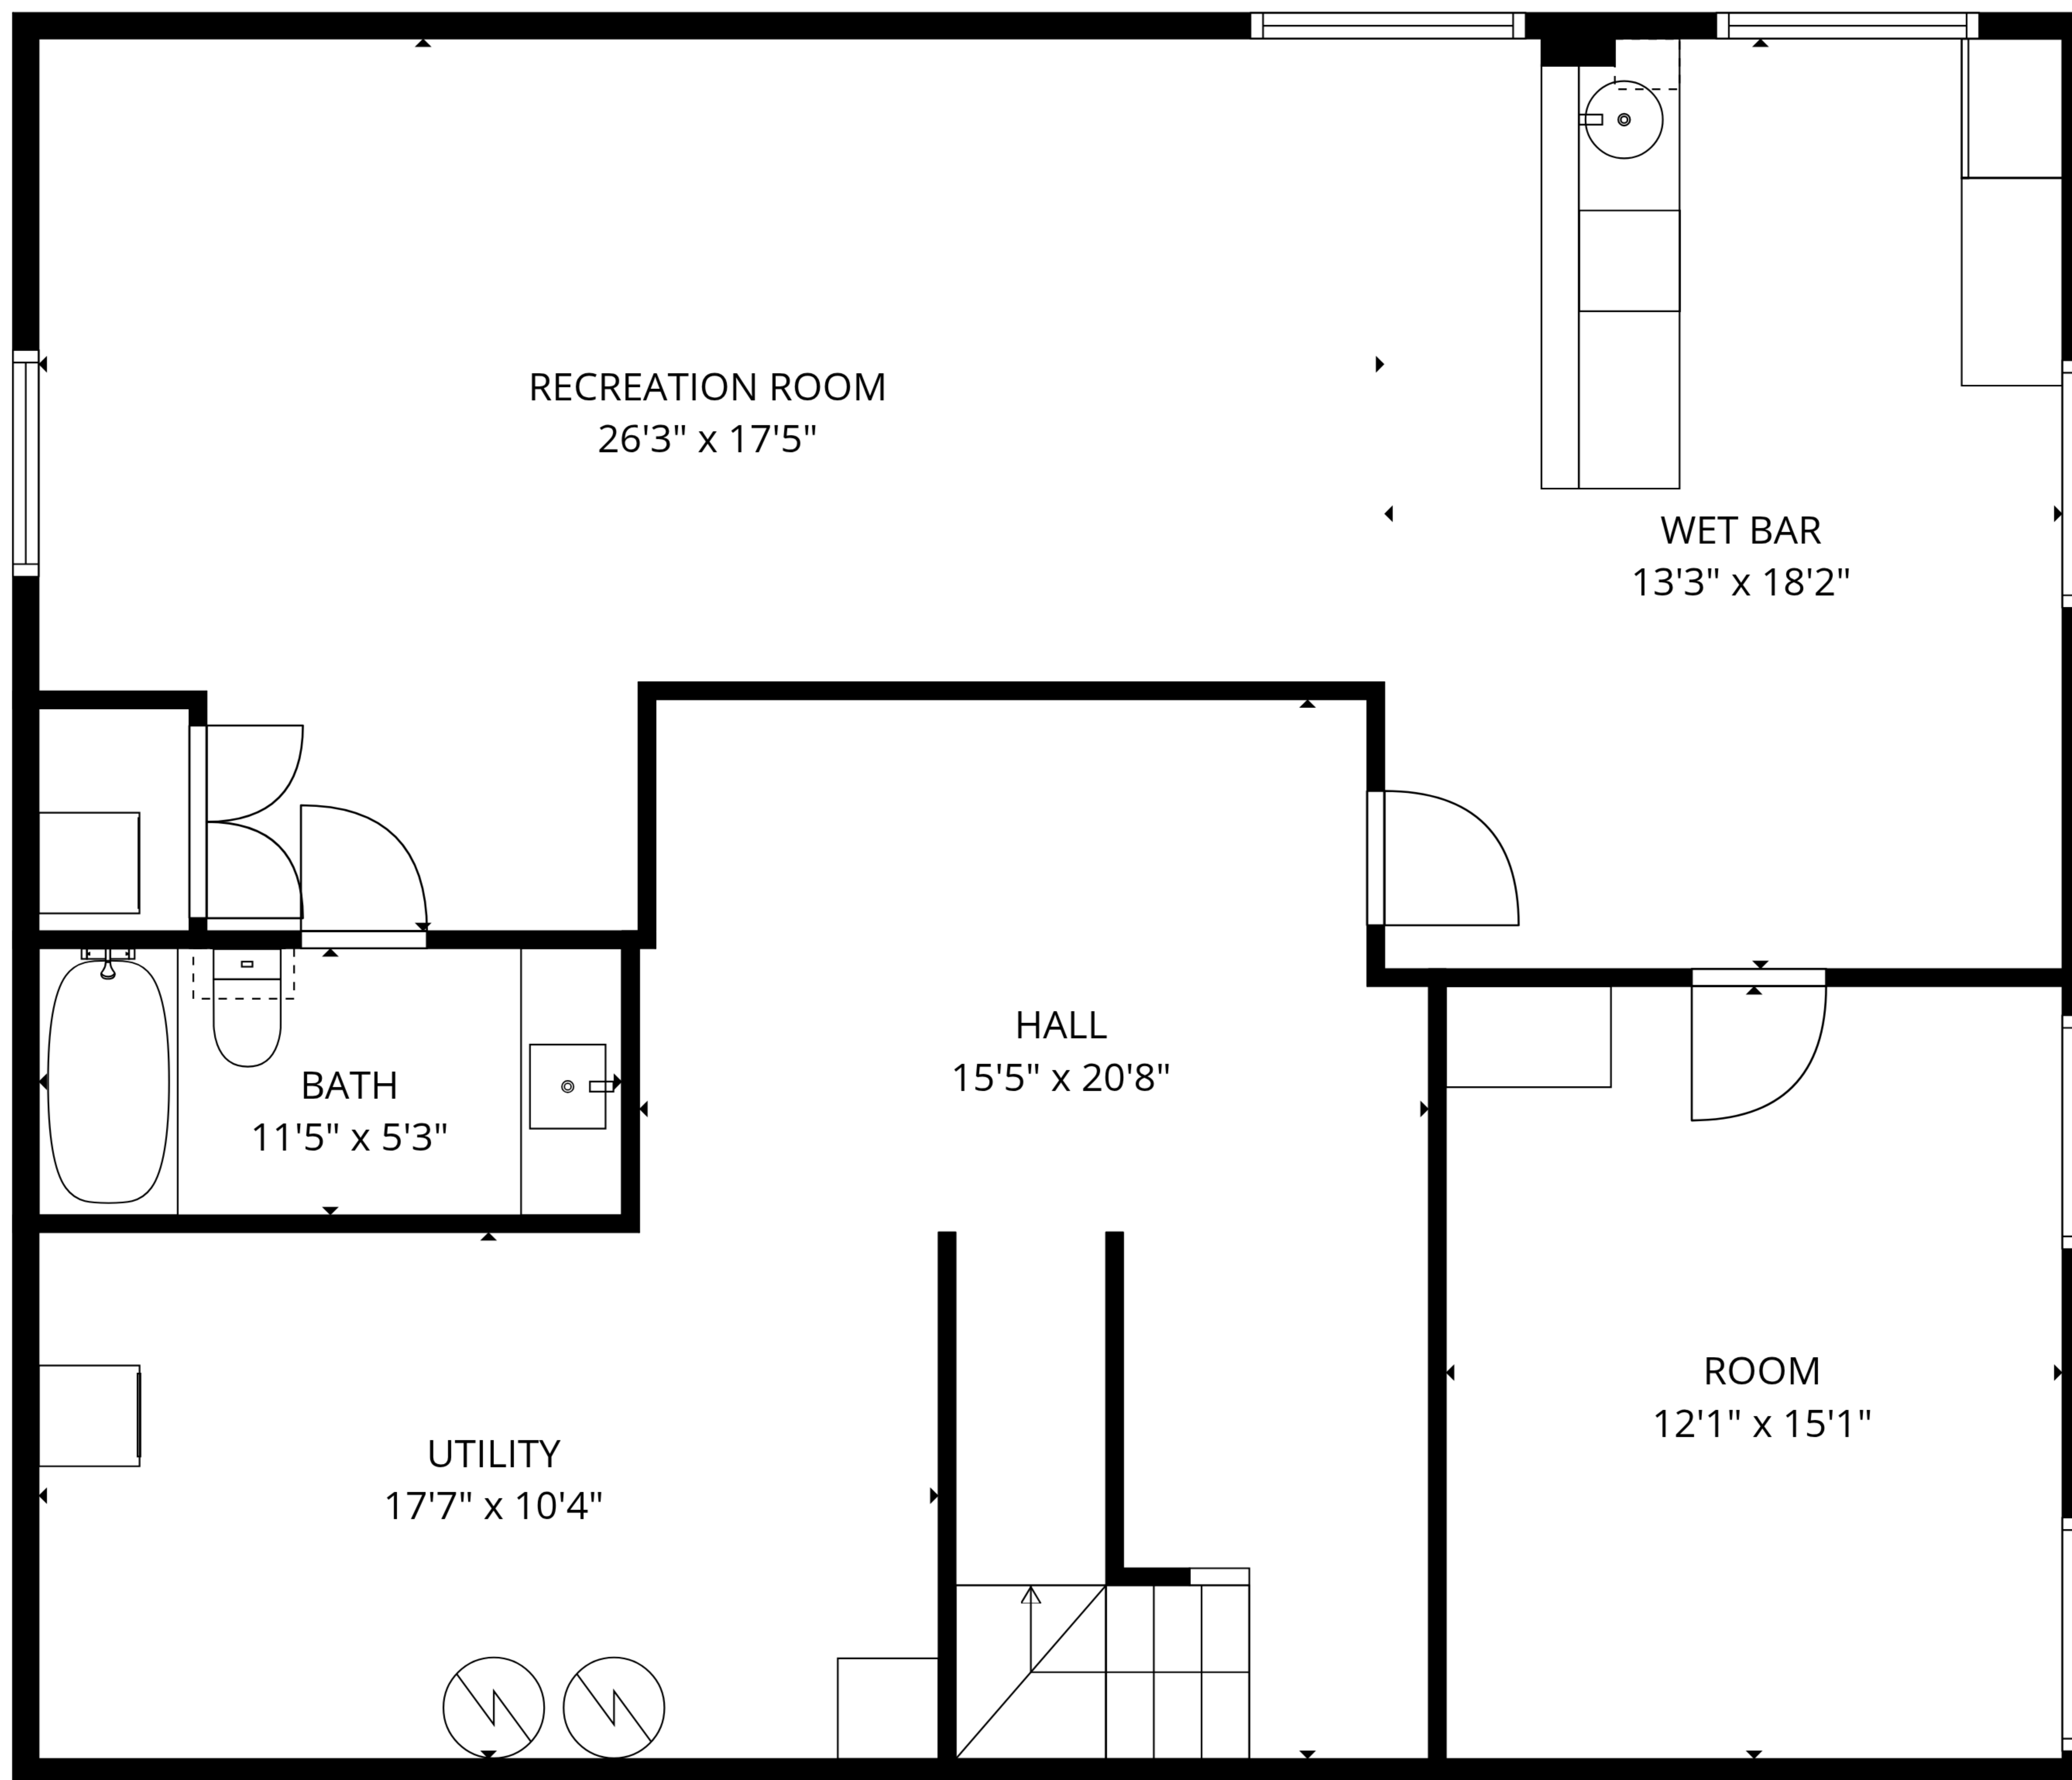 RECREATION ROOM
26'3" x 17'5"
WET BAR
13'3" x 18'2"
HALL
15'5" x 20'8"
BATH
11'5" x 5'3"
ROOM
12'1" x 15'1"
UTILITY
17'7" x 10'4"